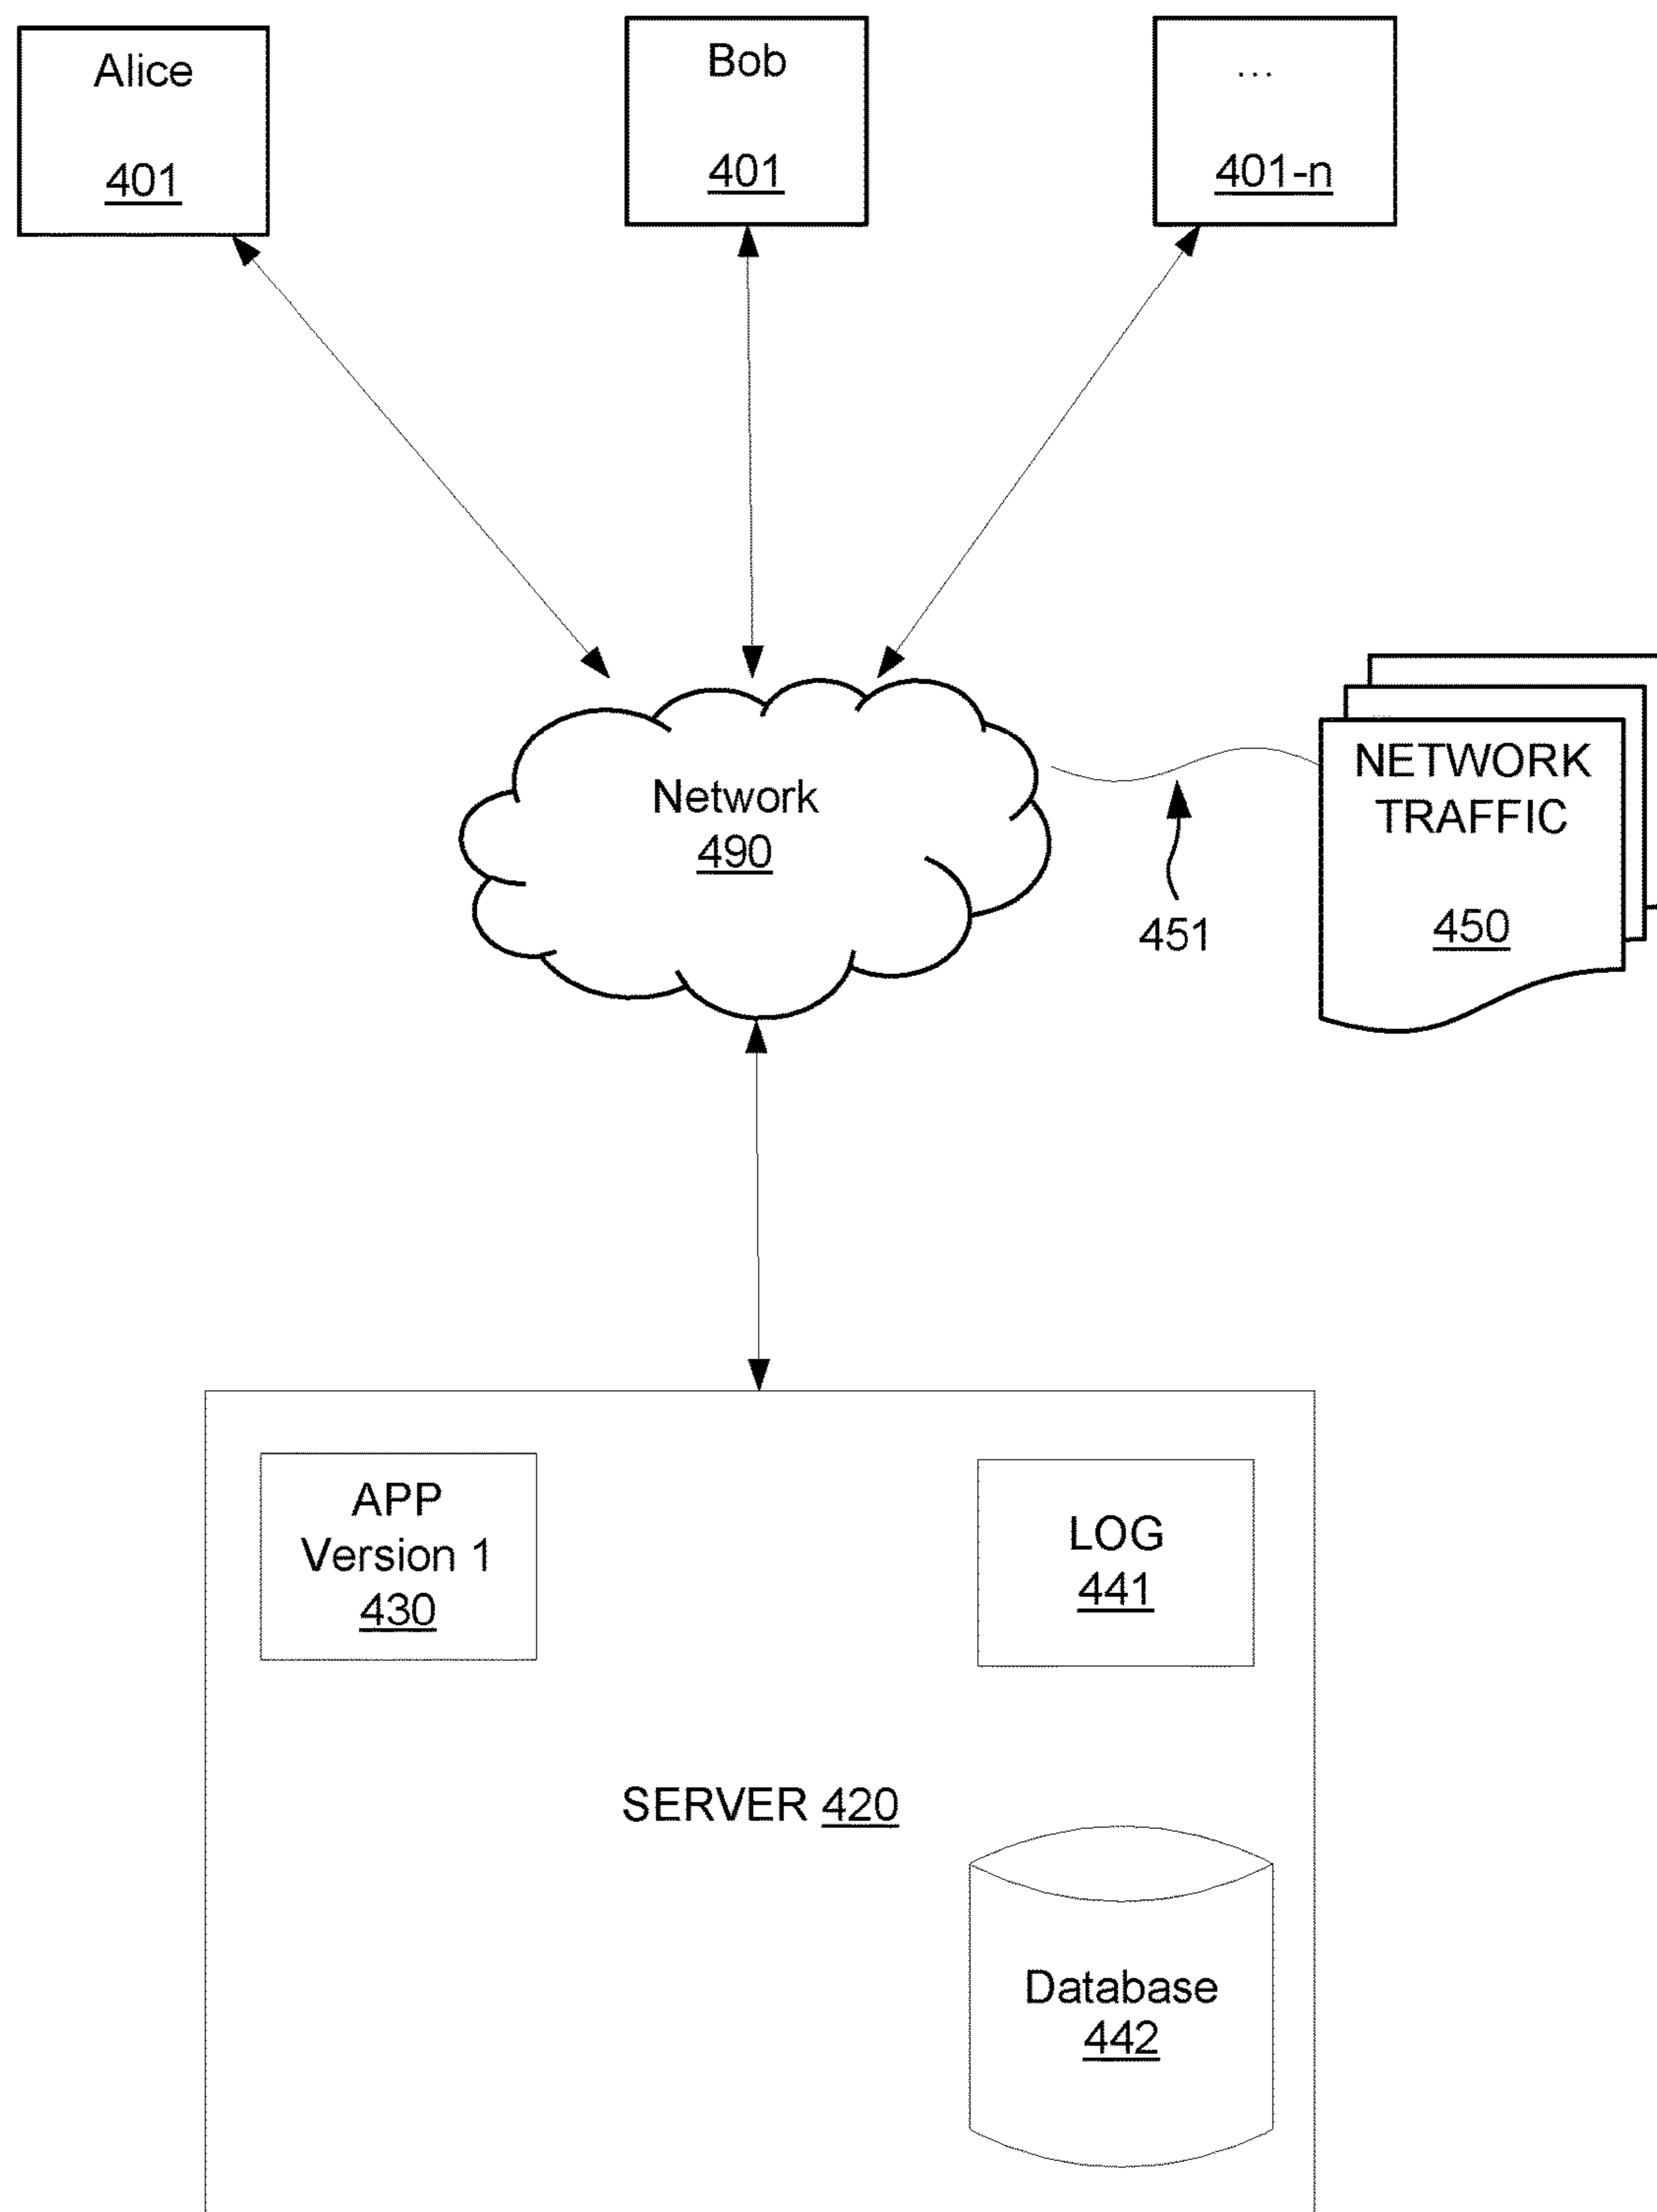 Alice
401
Bob
401
...
401-n
Network
490
NETWORK
TRAFFIC
450
451
APP
Version 1
430
LOG
441
SERVER 420
Database
442